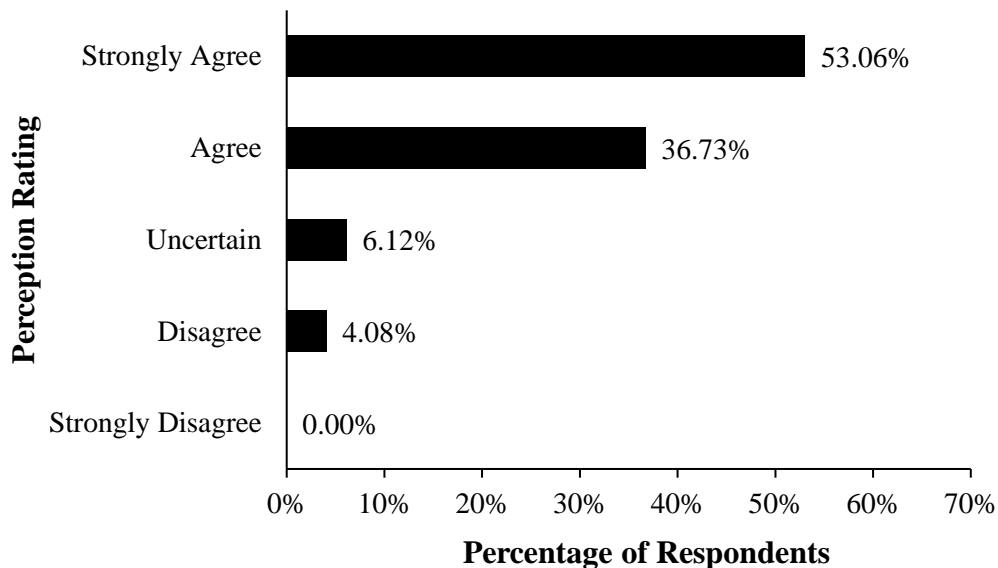 Perception Rating
Strongly Agree
53.06%
Agree
36.73%
Uncertain
6.12%
Disagree
4.08%
Strongly Disagree
0.00%
0%
10%
20%
30%
40%
50%
60%
70%
Percentage of Respondents